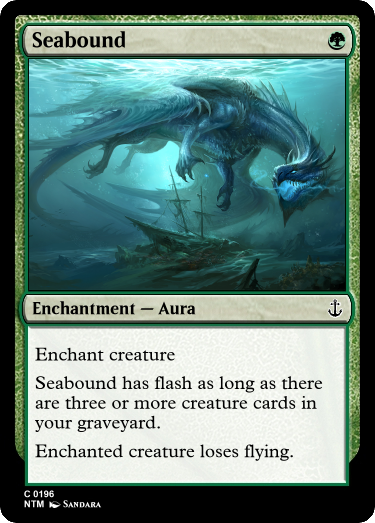 Seabound
Enchantment — Aura
Enchant creature
Seabound has flash as long as there
are three or more creature cards in
your graveyard.
Enchanted creature loses flying.
C 0196
NTM Sandara